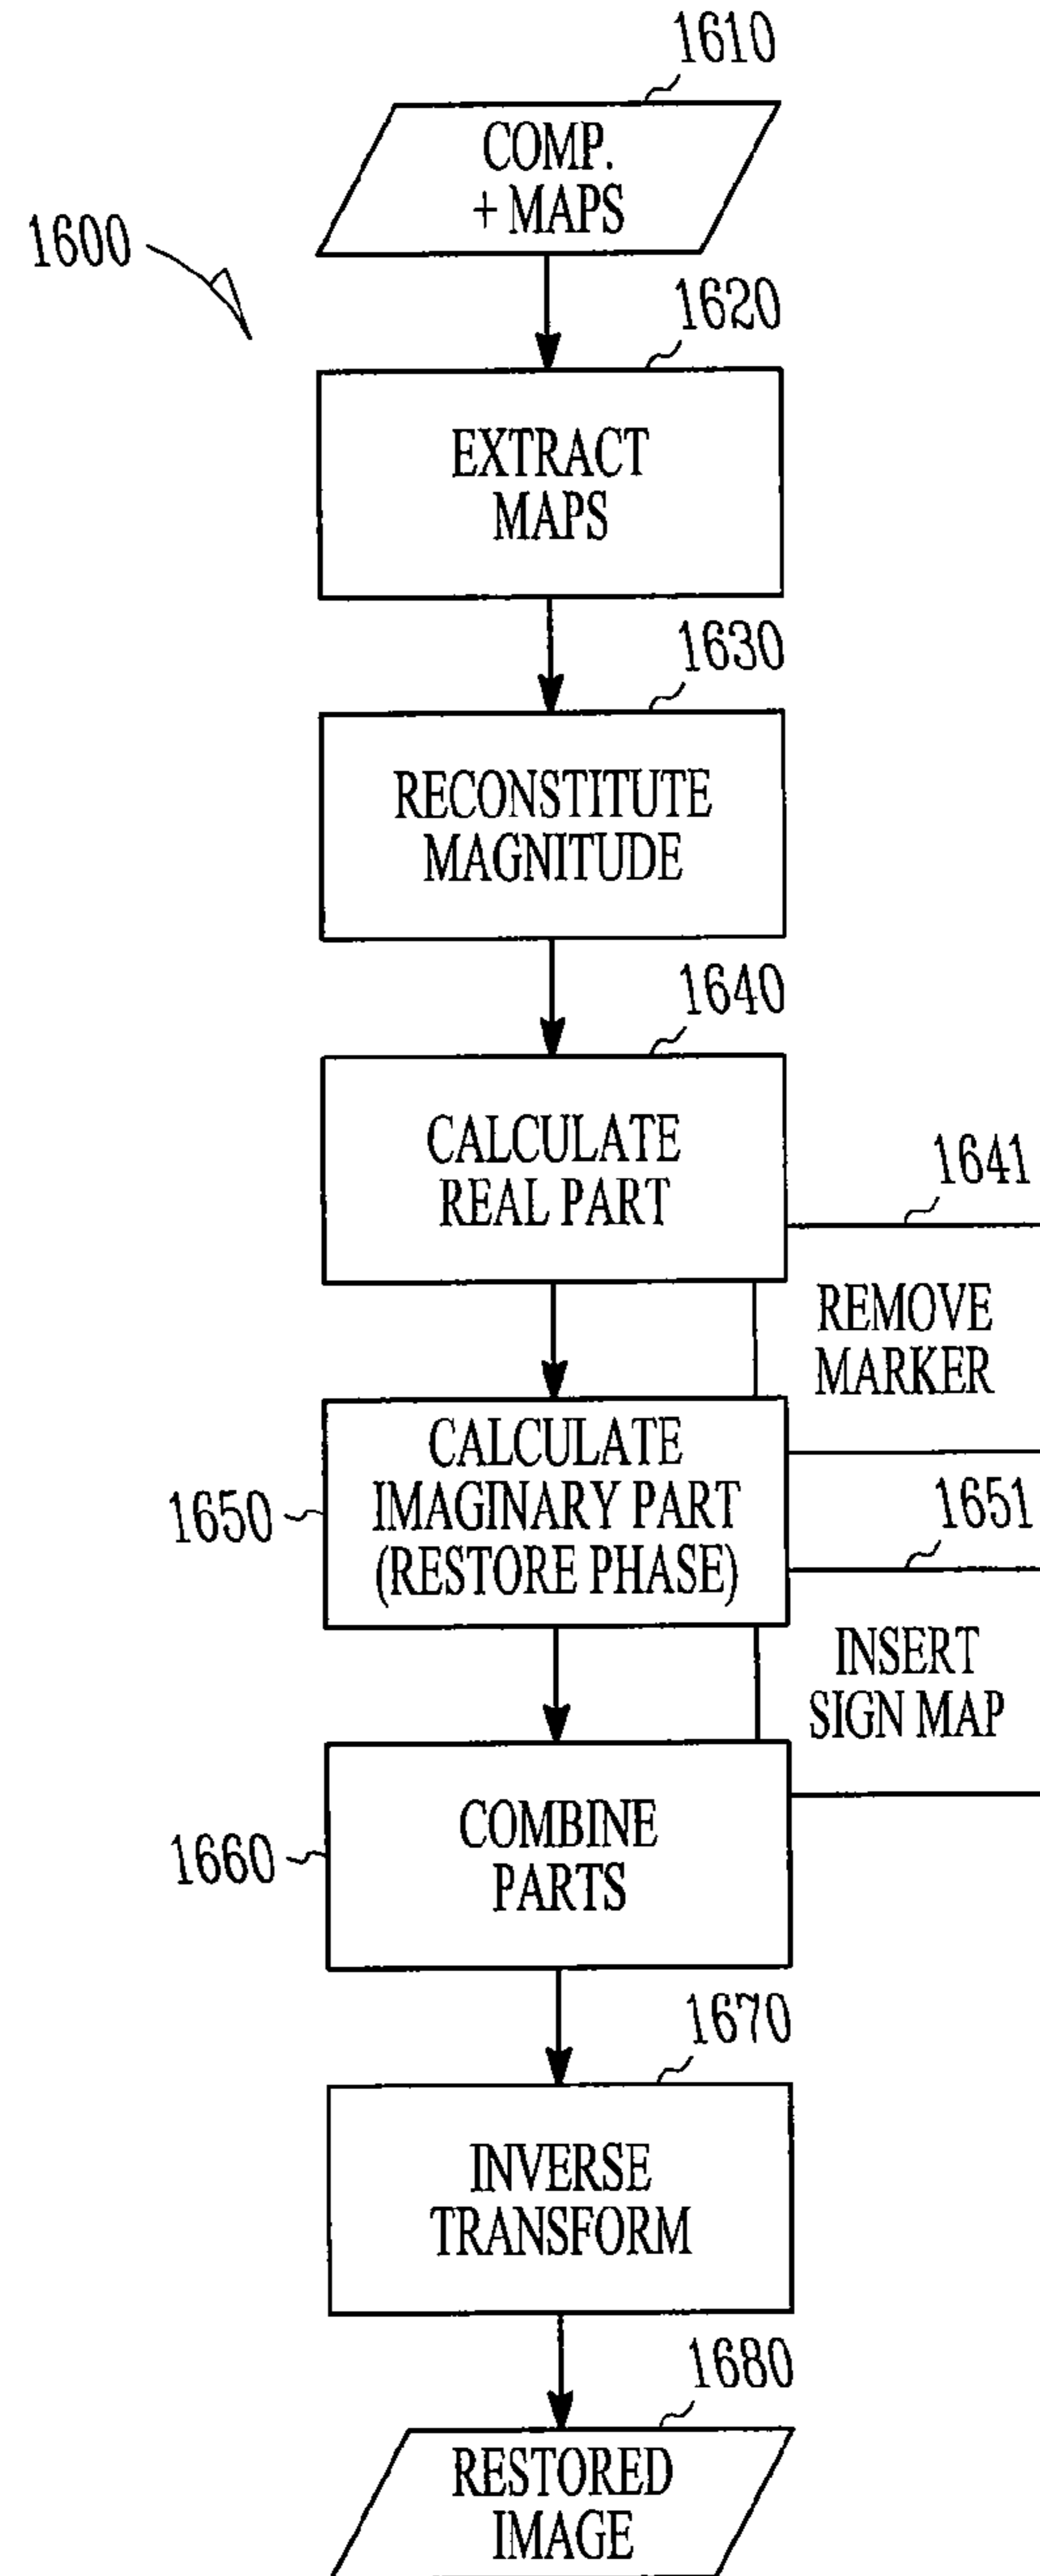 1610
COMP.
+ MAPS
1600
1620
EXTRACT
MAPS
1630
RECONSTITUTE
MAGNITUDE
1640
CALCULATE
REAL PART
1641
REMOVE
MARKER
1650
CALCULATE
IMAGINARY PART
(RESTORE PHASE)
1651
INSERT
SIGN MAP
1660
COMBINE
PARTS
1670
INVERSE
TRANSFORM
1680
RESTORED
IMAGE